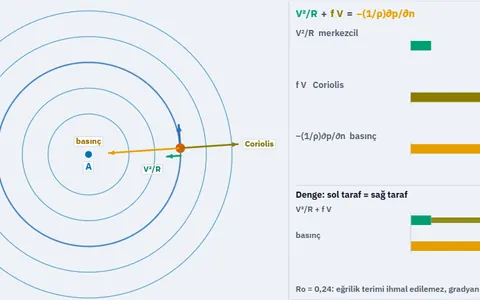 V²/R + f V = −(1/ρ)∂p/∂n
V²/R merkezcil
f V Coriolis
−(1/ρ)∂p/∂n basınç
basınç
Coriolis
V²/R
A
Denge: sol taraf = sağ taraf
V²/R + f V
basınç
Ro = 0,24: eğrilik terimi ihmal edilemez, gradyan